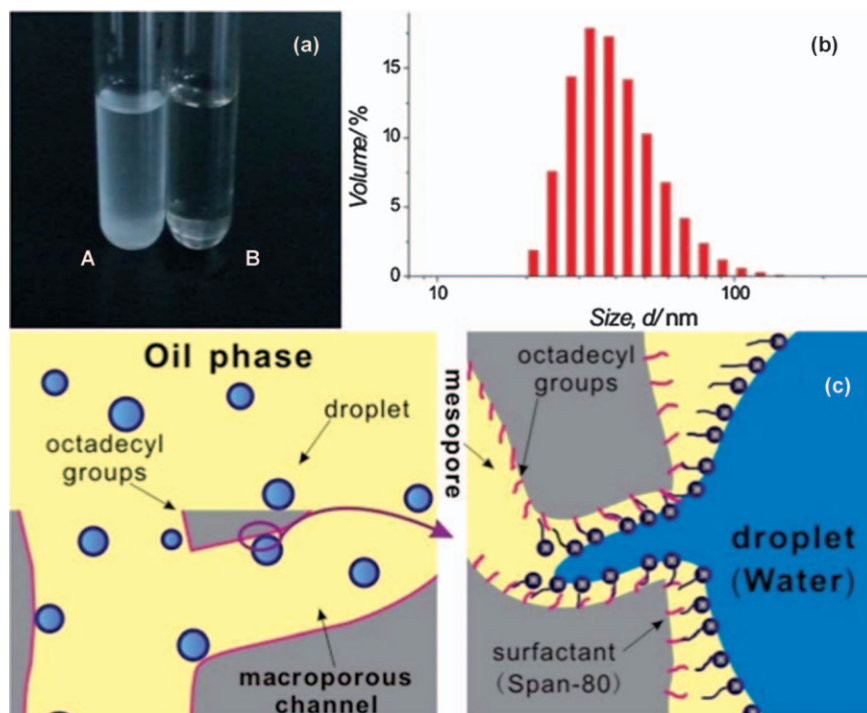 (a)
A
B
(b)
Volume/ %
15
10
5
0
10
100
Size, d/ nm
Oil phase
droplet
octadecyl
groups
macroporous
channel
(c)
octadecyl
groups
mesopore
droplet
(Water)
surfactant
(Span-80)